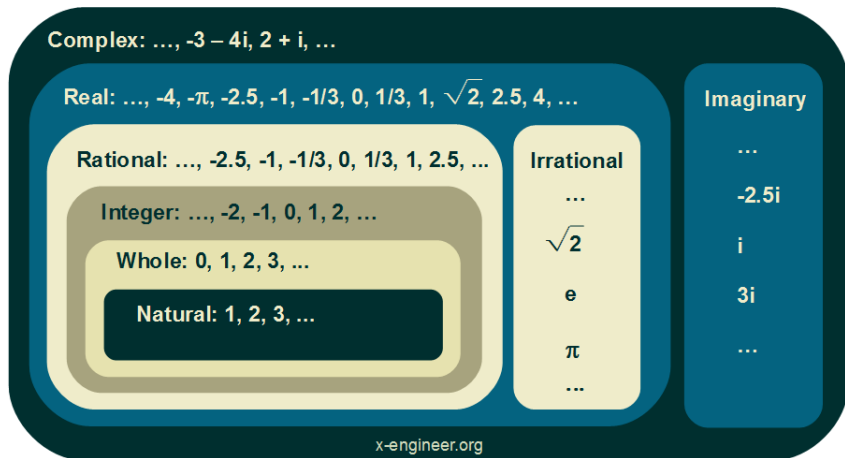 Complex: …, -3 – 4i, 2 + i, …
Real: …, -4, -π, -2.5, -1, -1/3, 0, 1/3, 1, √2, 2.5, 4, …
Rational: …, -2.5, -1, -1/3, 0, 1/3, 1, 2.5, ...
Integer: …, -2, -1, 0, 1, 2, …
Whole: 0, 1, 2, 3, ...
Natural: 1, 2, 3, …
Irrational
...
√2
e
π
...
Imaginary
...
-2.5i
i
3i
...
x-engineer.org